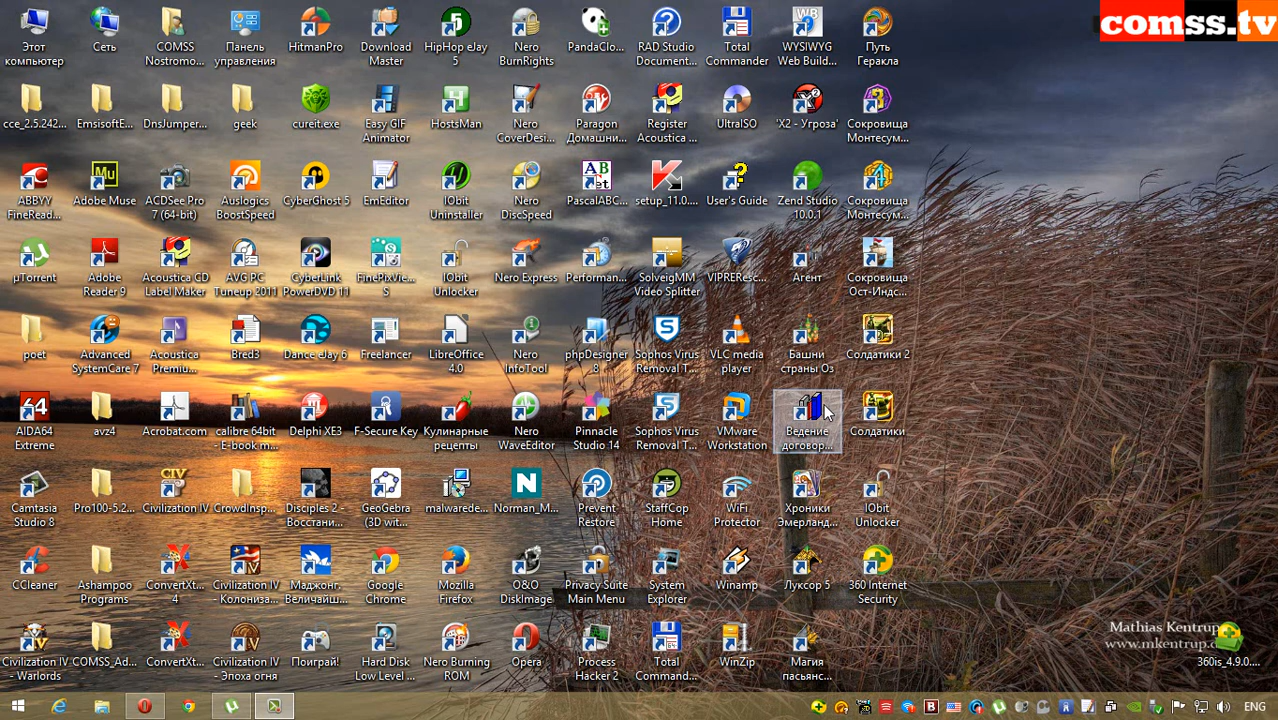 comss.tv
Этот
компьютер
Сеть
COMSS
Nostromo...
Панель
управления
HitmanPro
Download
Master
HipHop eJay
5
Nero
BurnRights
PandaClo...
RAD Studio
Document...
Total
Commander
WYSIWYG
Web Build...
Путь
Геракла
cce_2.5.242...
EmsisoftE...
DnsJumper...
geek
cureit.exe
Easy GIF
Animator
HostsMan
Nero
CoverDesi...
Paragon
Домашни...
Register
Acoustica ...
UltraISO
'X2 - Угроза'
Сокровища
Монтесум...
ABBYY
FineRead...
Adobe Muse
ACDSee Pro
7 (64-bit)
Auslogics
BoostSpeed
CyberGhost 5
EmEditor
IObit
Uninstaller
Nero
DiscSpeed
PascalABC...
setup_11.0....
User's Guide
Zend Studio
10.0.1
Сокровища
Монтесум...
µTorrent
Adobe
Reader 9
Acoustica CD
Label Maker
AVG PC
Tuneup 2011
CyberLink
PowerDVD 11
FinePixVie...
S
IObit
Unlocker
Nero Express
Performan...
SolveigMM
Video Splitter
VIPREResc...
Агент
Сокровища
Ост-Индс...
poet
Advanced
SystemCare 7
Acoustica
Premiu...
Bred3
Dance eJay 6
Freelancer
LibreOffice
4.0
Nero
InfoTool
phpDesigner
8
Sophos Virus
Removal T...
VLC media
player
Башни
страны Оз
Солдатики 2
AIDA64
Extreme
avz4
Acrobat.com
calibre 64bit
- E-book m...
Delphi XE3
F-Secure Key
Кулинарные
рецепты
Nero
WaveEditor
Pinnacle
Studio 14
Sophos Virus
Removal T...
VMware
Workstation
Ведение
договор...
Солдатики
Camtasia
Studio 8
Pro100-5.2...
Civilization IV
CrowdInsp...
Disciples 2 -
Восстани...
GeoGebra
(3D wit...
malwarede...
Norman_M...
Prevent
Restore
StaffCop
Home
WiFi
Protector
Хроники
Эмерланд...
IObit
Unlocker
CCleaner
Ashampoo
Programs
ConvertXt...
4
Civilization IV
- Колониза...
Маджонг.
Величайш...
Google
Chrome
Mozilla
Firefox
O&O
DiskImage
Privacy Suite
Main Menu
System
Explorer
Winamp
Луксор 5
360 Internet
Security
Civilization IV
- Warlords
COMSS_Ad...
ConvertXt...
Civilization IV
- Эпоха огня
Поиграй!
Hard Disk
Low Level ...
Nero Burning
ROM
Opera
Process
Hacker 2
Total
Command...
WinZip
Магия
пасьянс...
Mathias Kentrup
www.mkentrup.d
360is_4.9.0....
ENG